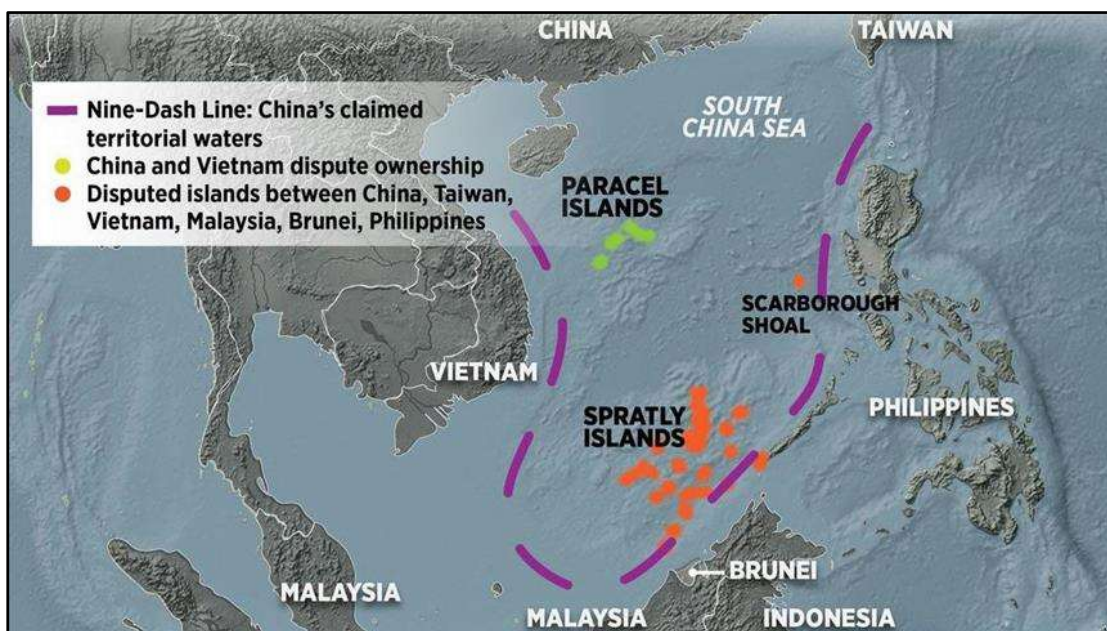 CHINA
TAIWAN
Nine-Dash Line: China's claimed
territorial waters
China and Vietnam dispute ownership
Disputed islands between China, Taiwan,
Vietnam, Malaysia, Brunei, Philippines
SOUTH
CHINA SEA
PARACEL
ISLANDS
SCARBOROUGH
SHOAL
VIETNAM
SPRATLY
ISLANDS
PHILIPPINES
MALAYSIA
BRUNEI
MALAYSIA
INDONESIA